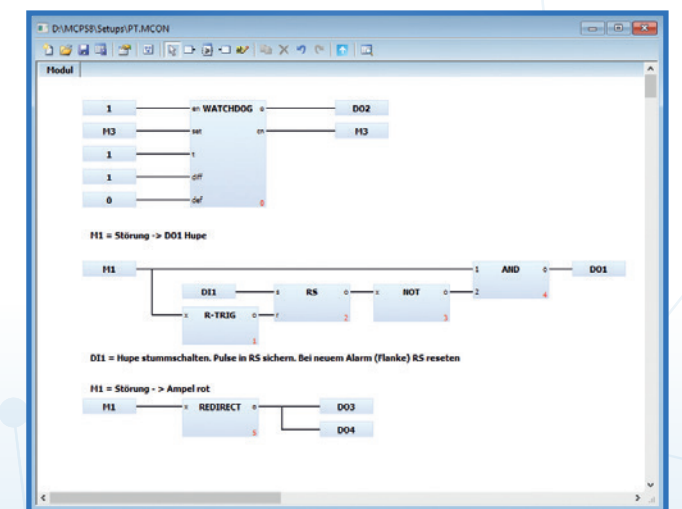 D:\MCPS8\Setups\PT.MCON
Modul
1 en WATCHDOG o DO2
M3 set cn M3
1 t
1 diff
0 def 0
M1 = Störung -> DO1 Hupe
M1 1 AND o DO1
DI1 s RS o x NOT o 2
x R-TRIG o r 2 3 4
1
DI1 = Hupe stummschalten. Pulse in RS sichern. Bei neuem Alarm (Flanke) RS reseten
M1 = Störung - > Ampel rot
M1 x REDIRECT o DO3
5 DO4